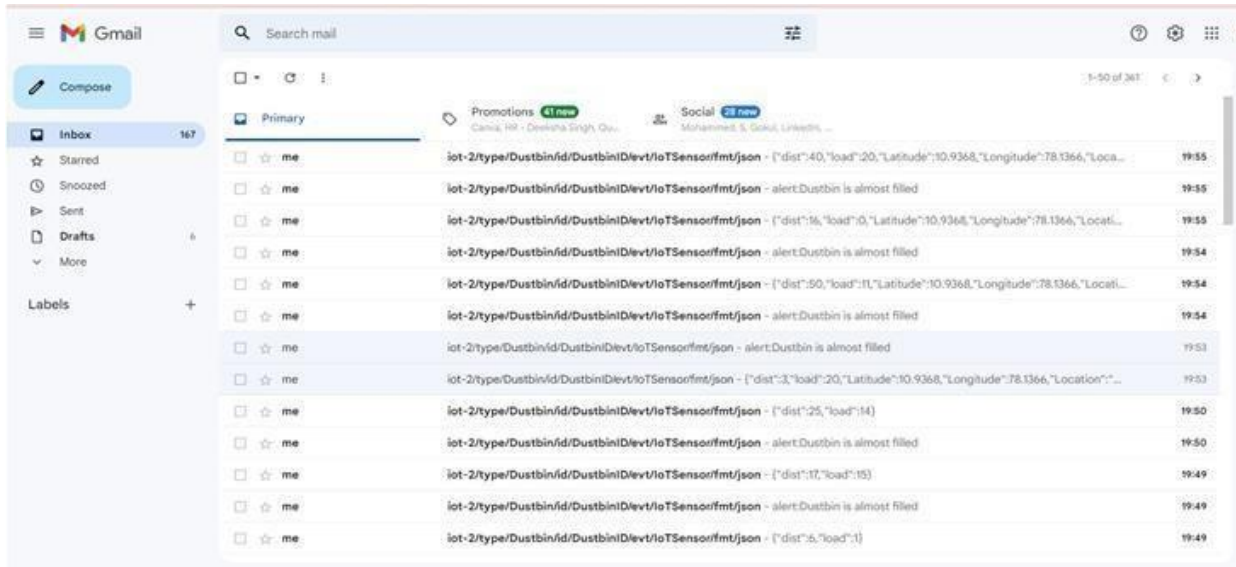 Gmail
Search mail
Compose
1-50 of 361
Primary
Promotions 41 new
Social 28 new
Canva, HR - Deeksha Singh, Qu...
Mohammed, S, Gokul, LinkedIn, ...
Inbox 167
Starred
Snoozed
Sent
Drafts 6
More
Labels
me iot-2/type/Dustbin/id/DustbinID/evt/IoTSensor/fmt/json - {"dist":40,"load":20,"Latitude":10.9368,"Longitude":78.1366,"Loca... 19:55
me iot-2/type/Dustbin/id/DustbinID/evt/IoTSensor/fmt/json - alert:Dustbin is almost filled 19:55
me iot-2/type/Dustbin/id/DustbinID/evt/IoTSensor/fmt/json - {"dist":16,"load":0,"Latitude":10.9368,"Longitude":78.1366,"Locati... 19:55
me iot-2/type/Dustbin/id/DustbinID/evt/IoTSensor/fmt/json - alert:Dustbin is almost filled 19:54
me iot-2/type/Dustbin/id/DustbinID/evt/IoTSensor/fmt/json - {"dist":50,"load":11,"Latitude":10.9368,"Longitude":78.1366,"Locati... 19:54
me iot-2/type/Dustbin/id/DustbinID/evt/IoTSensor/fmt/json - alert:Dustbin is almost filled 19:54
me iot-2/type/Dustbin/id/DustbinID/evt/IoTSensor/fmt/json - alert:Dustbin is almost filled 19:53
me iot-2/type/Dustbin/id/DustbinID/evt/IoTSensor/fmt/json - {"dist":3,"load":20,"Latitude":10.9368,"Longitude":78.1366,"Location":"... 19:53
me iot-2/type/Dustbin/id/DustbinID/evt/IoTSensor/fmt/json - {"dist":25,"load":14} 19:50
me iot-2/type/Dustbin/id/DustbinID/evt/IoTSensor/fmt/json - alert:Dustbin is almost filled 19:50
me iot-2/type/Dustbin/id/DustbinID/evt/IoTSensor/fmt/json - {"dist":17,"load":15} 19:49
me iot-2/type/Dustbin/id/DustbinID/evt/IoTSensor/fmt/json - alert:Dustbin is almost filled 19:49
me iot-2/type/Dustbin/id/DustbinID/evt/IoTSensor/fmt/json - {"dist":6,"load":1} 19:49